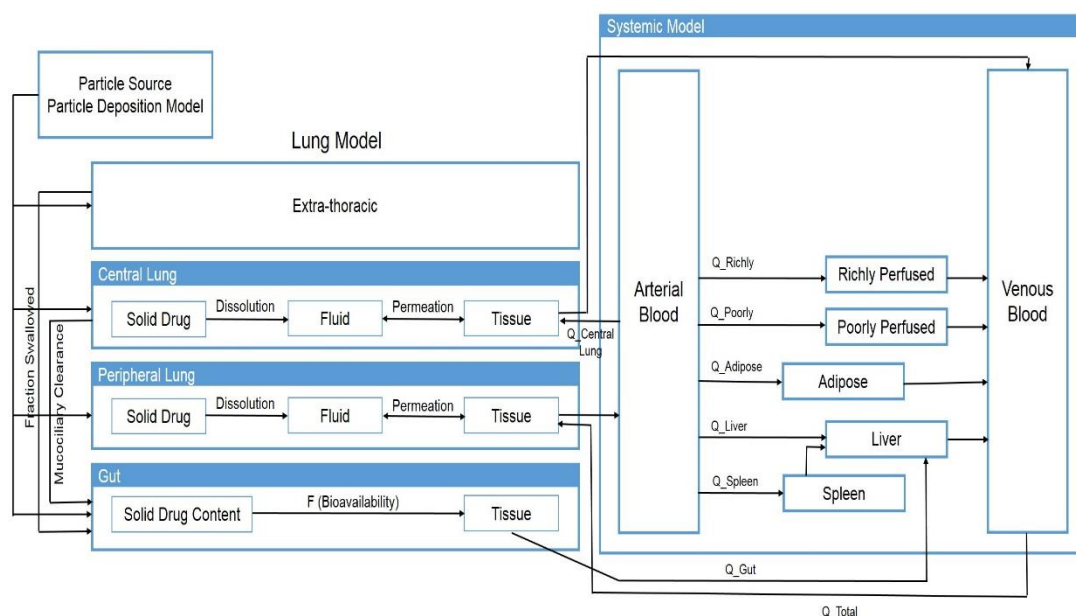 Systemic Model
Particle Source
Particle Deposition Model
Lung Model
Extra-thoracic
Central Lung
Solid Drug
Dissolution
Fluid
Permeation
Tissue
Q_Central
Lung
Peripheral Lung
Solid Drug
Dissolution
Fluid
Permeation
Tissue
Fraction Swallowed
Mucociliary Clearance
Gut
Solid Drug Content
F (Bioavailability)
Tissue
Arterial
Blood
Q_Richly
Richly Perfused
Q_Poorly
Poorly Perfused
Q_Adipose
Adipose
Q_Liver
Liver
Q_Spleen
Spleen
Venous
Blood
Q_Gut
Q_Total